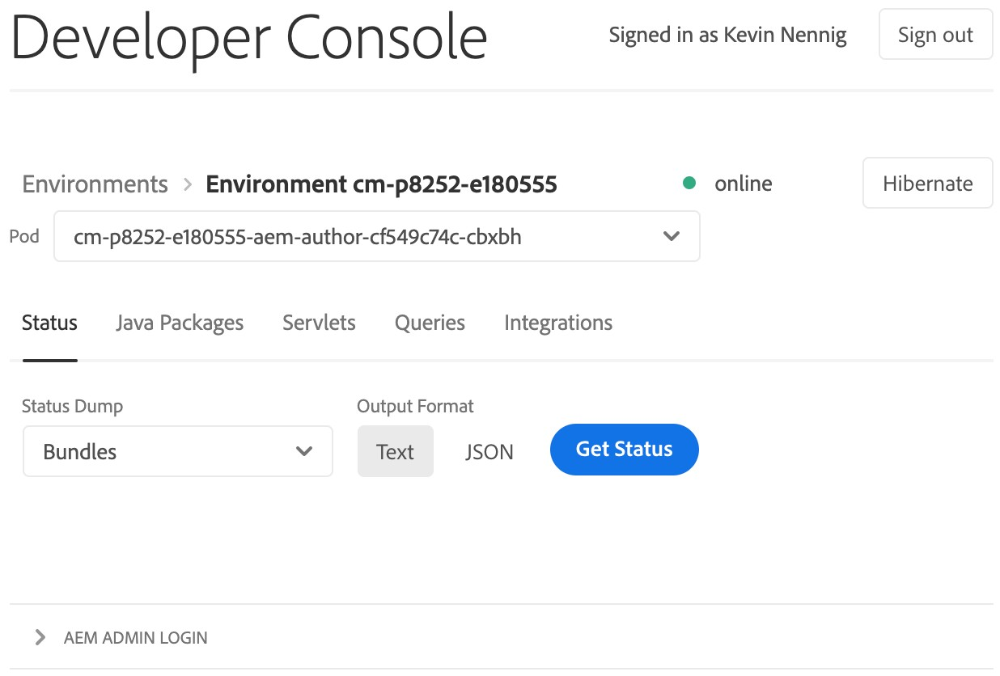 Developer Console
Signed in as Kevin Nennig
Sign out
Environments
Environment cm-p8252-e180555
online
Hibernate
Pod
cm-p8252-e180555-aem-author-cf549c74c-cbxbh
Status
Java Packages
Servlets
Queries
Integrations
Status Dump
Output Format
Bundles
Text
JSON
Get Status
AEM ADMIN LOGIN